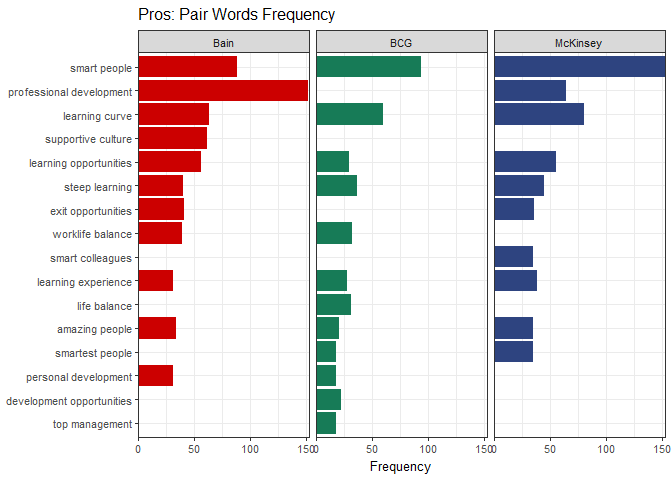 Pros: Pair Words Frequency
Bain
BCG
McKinsey
smart people
professional development
learning curve
supportive culture
learning opportunities
steep learning
exit opportunities
worklife balance
smart colleagues
learning experience
life balance
amazing people
smartest people
personal development
development opportunities
top management
0 50 100 150 0 50 100 150 0 50 100 150
Frequency